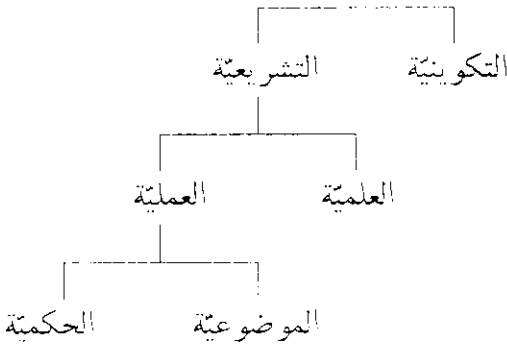 التكوينيّة التشريعيّة
العلميّة العمليّة
الموضوعيّة الحكميّة